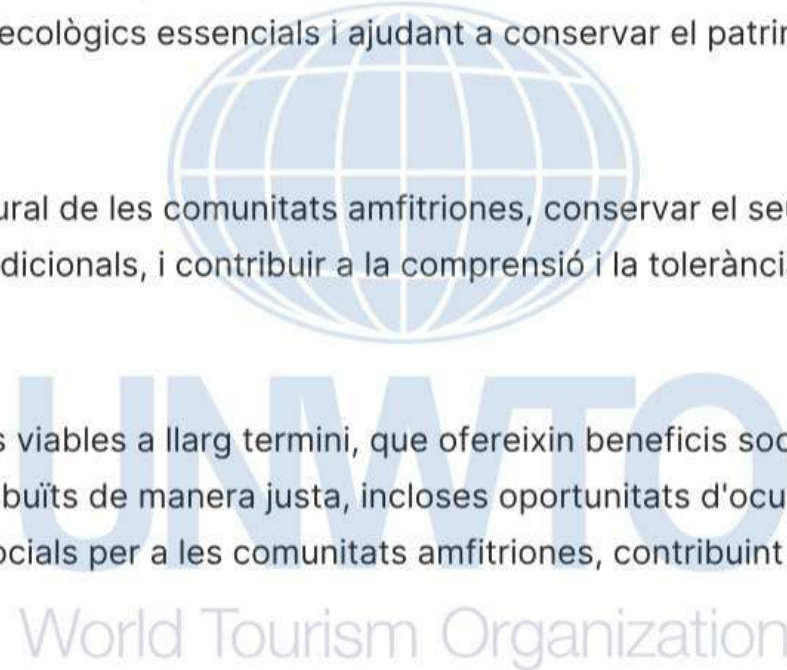 ecològics essencials i ajudant a conservar el patrim
ural de les comunitats amfitriones, conservar el seu
dicionals, i contribuir a la comprensió i la tolerància
s viables a llarg termini, que ofereixin beneficis soc
buïts de manera justa, incloses oportunitats d'ocu
ocials per a les comunitats amfitriones, contribuint
UNWTO
World Tourism Organization